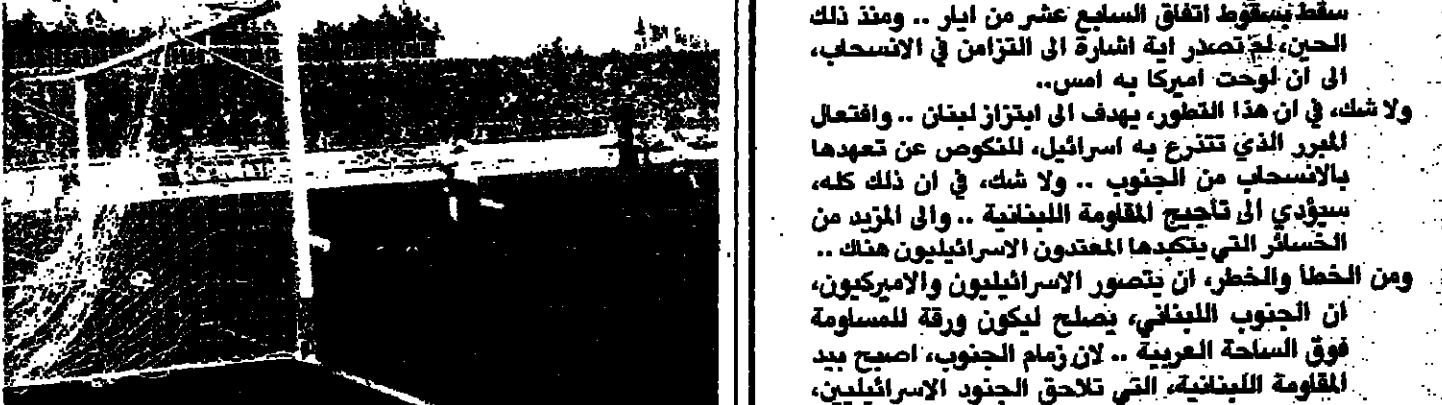 سقط بسقوط اتفاق السابع عشر من ايار .. ومنذ ذلك
الحين، لم تصدر اية اشارة الى التزامن في الانسحاب،
الى ان لوحت اميركا به امس..
ولا شك، في ان هذا التطور، يهدف الى ابتزاز لبنان .. وافتعال
المبرر الذي تتذرع به اسرائيل، للنكوص عن تعهدها
بالانسحاب من الجنوب .. ولا شك، في ان ذلك كله،
سيؤدي الى تأجيج المقاومة اللبنانية .. والى المزيد من
الخسائر التي يتكبدها المعتدون الاسرائيليون هناك ..
ومن الخطأ والخطر، ان يتصور الاسرائيليون والاميركيون،
ان الجنوب اللبناني، يصلح ليكون ورقة للمساومة
فوق الساحة العربية .. لان زمام الجنوب، اصبح بيد
المقاومة اللبنانية، التي تلاحق الجنود الاسرائيليين،